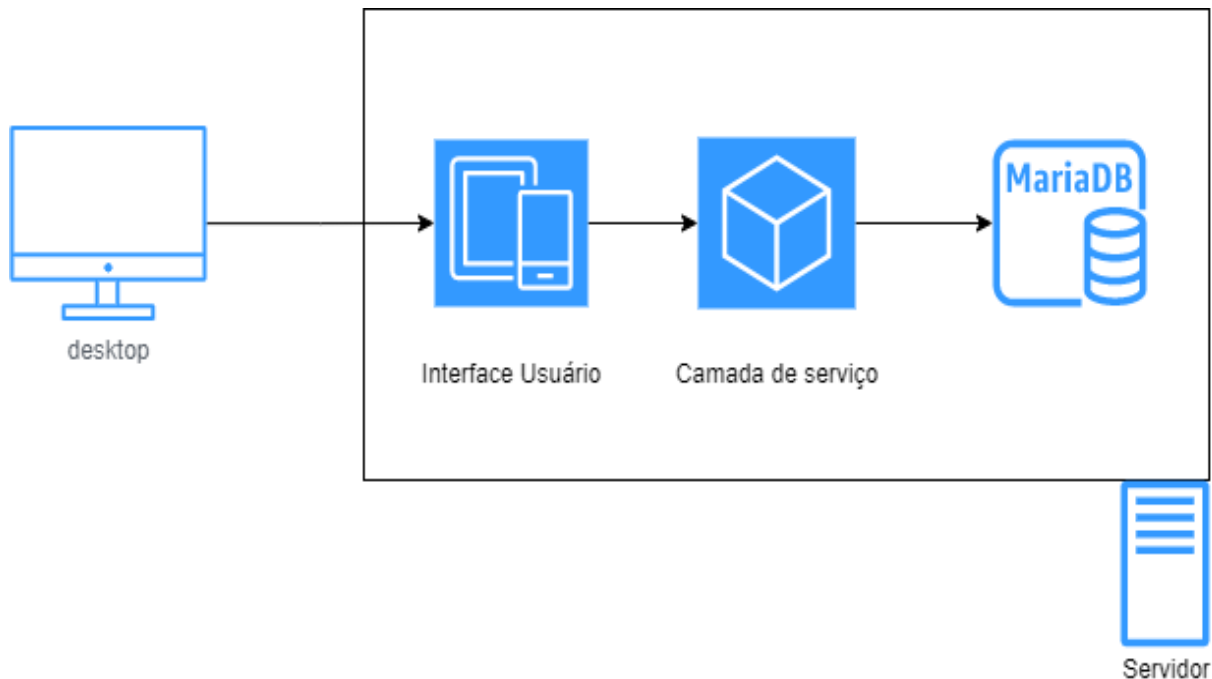 MariaDB
desktop
Interface Usuário
Camada de serviço
Servidor